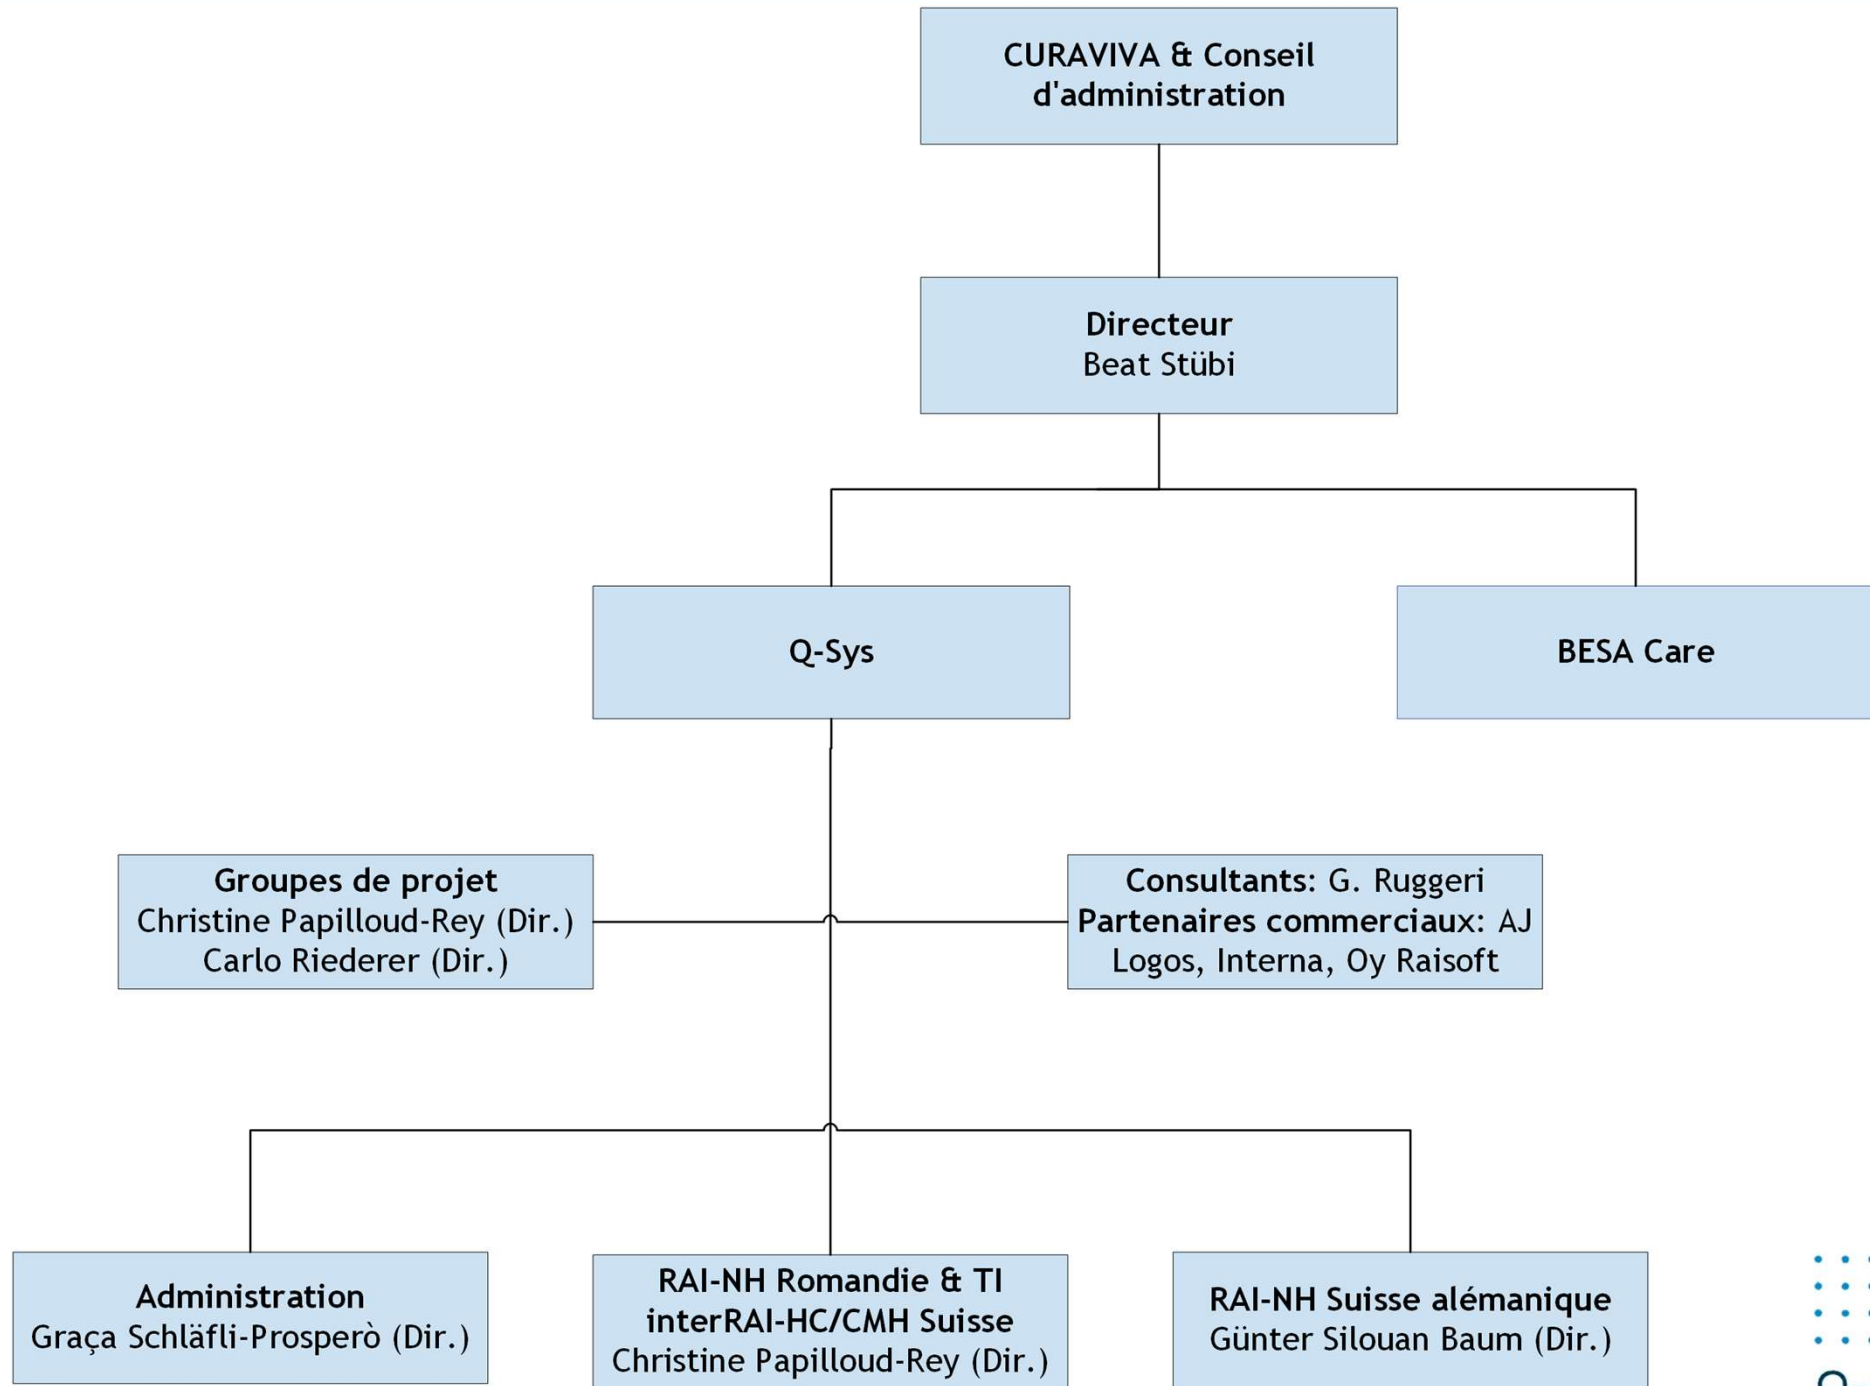 CURAVIVA & Conseil
d'administration
Directeur
Beat Stübi
Q-Sys
BESA Care
Groupes de projet
Christine Papilloud-Rey (Dir.)
Carlo Riederer (Dir.)
Consultants: G. Ruggeri
Partenaires commerciaux: AJ
Logos, Interna, Oy Raisoft
Administration
Graça Schläfli-Prosperò (Dir.)
RAI-NH Romandie & TI
interRAI-HC/CMH Suisse
Christine Papilloud-Rey (Dir.)
RAI-NH Suisse alémanique
Günter Silouan Baum (Dir.)